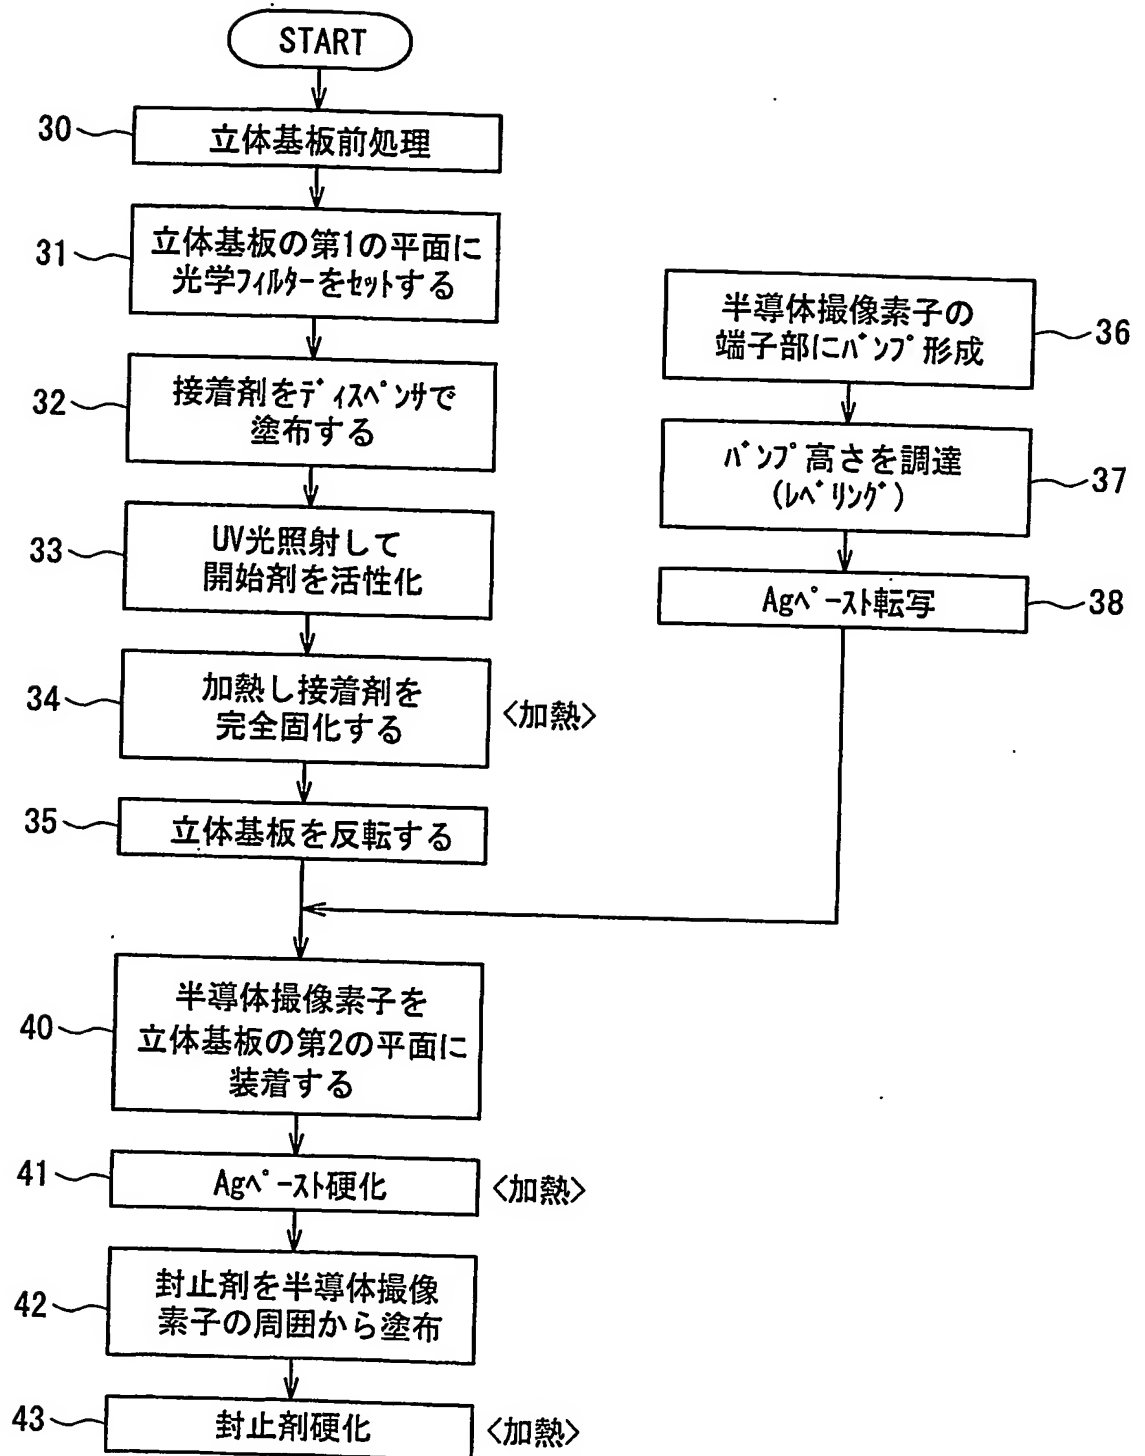 START
30
立体基板前処理
31
立体基板の第1の平面に
光学フィルターをセットする
32
接着剤をディスペンサで
塗布する
33
UV光照射して
開始剤を活性化
34
加熱し接着剤を
完全固化する
<加熱>
35
立体基板を反転する
半導体撮像素子の
端子部にバンプ形成
36
バンプ高さを調達
(レベリング)
37
Agペースト転写
38
40
半導体撮像素子を
立体基板の第2の平面に
装着する
41
Agペースト硬化
<加熱>
42
封止剤を半導体撮像
素子の周囲から塗布
43
封止剤硬化
<加熱>